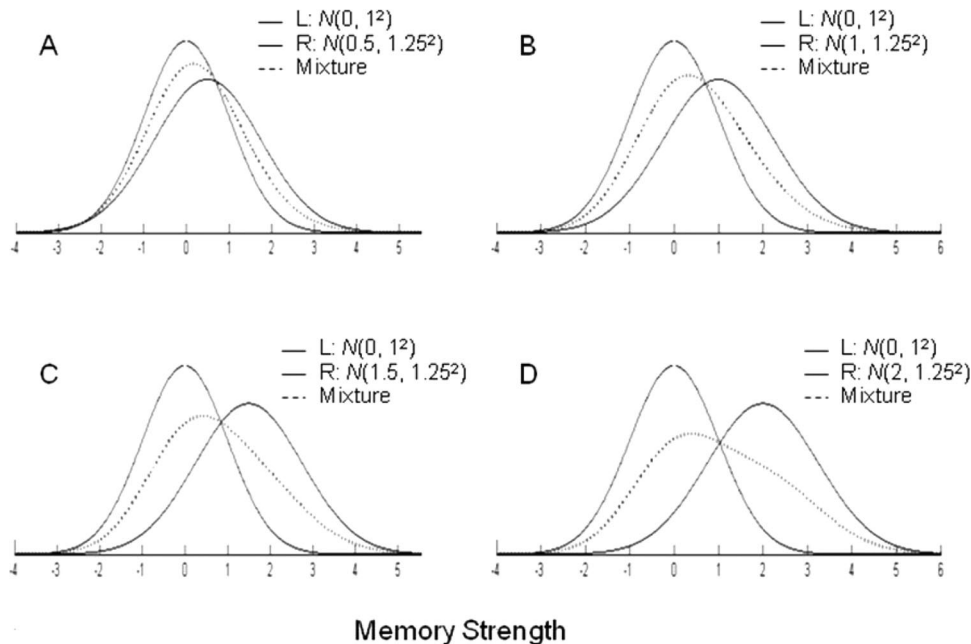 A
L: N(0, 1²)
R: N(0.5, 1.25²)
Mixture
-4 -3 -2 -1 0 1 2 3 4 5
B
L: N(0, 1²)
R: N(1, 1.25²)
Mixture
-4 -3 -2 -1 0 1 2 3 4 5 6
C
L: N(0, 1²)
R: N(1.5, 1.25²)
Mixture
-4 -3 -2 -1 0 1 2 3 4 5
D
L: N(0, 1²)
R: N(2, 1.25²)
Mixture
-4 -3 -2 -1 0 1 2 3 4 5 6
Memory Strength